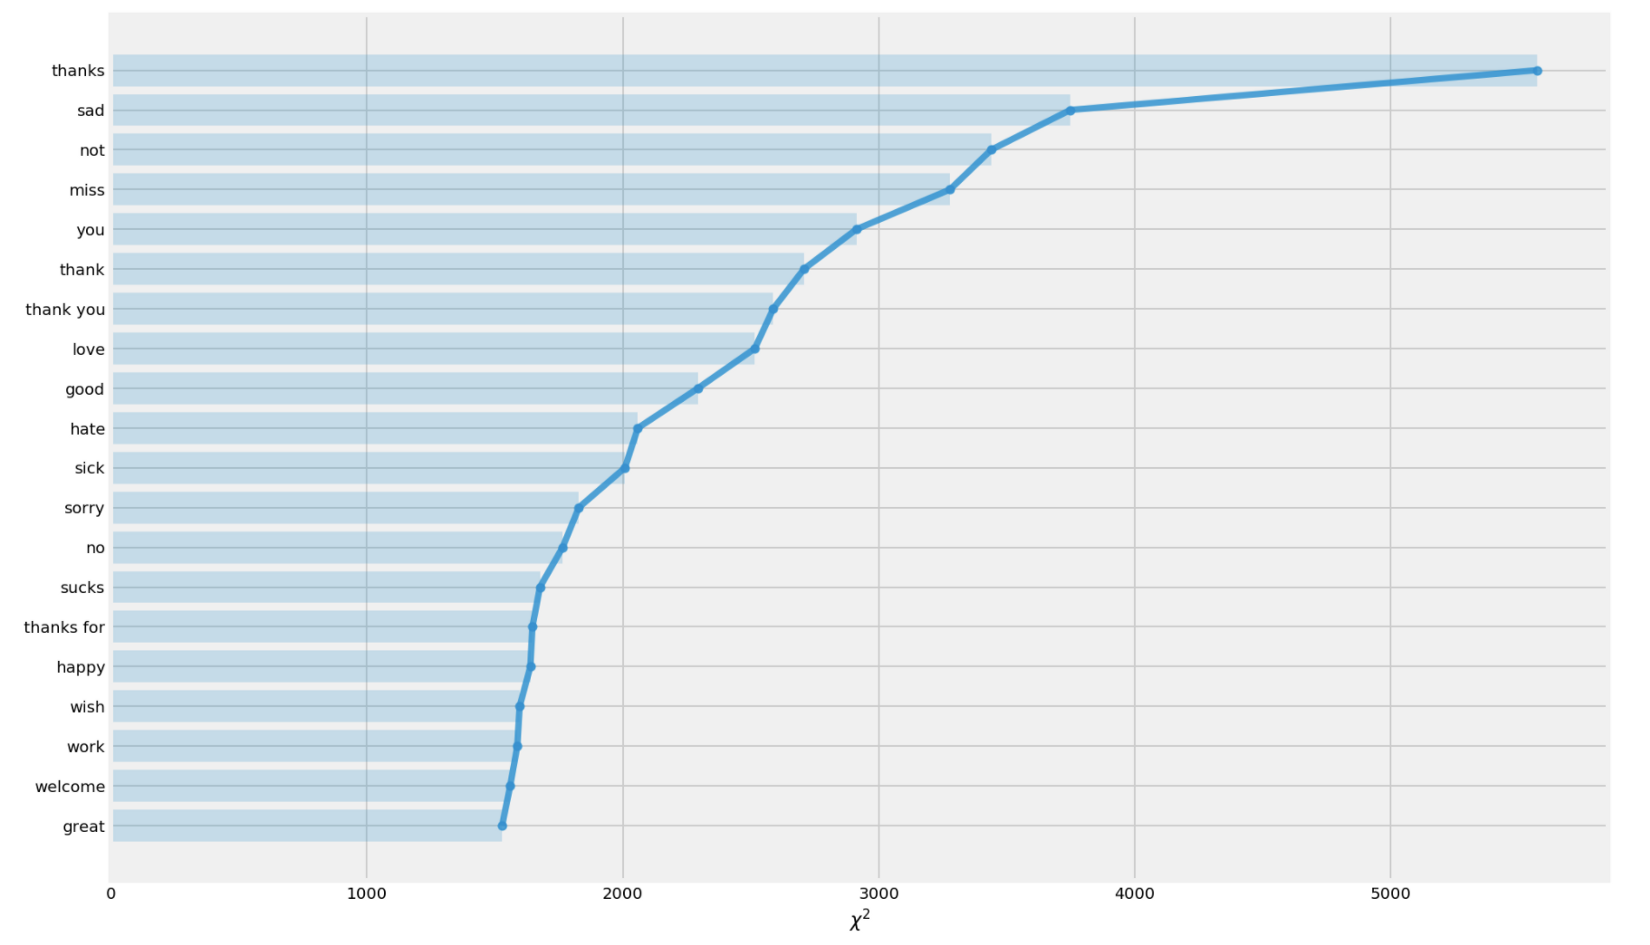 thanks
sad
not
miss
you
thank
thank you
love
good
hate
sick
sorry
no
sucks
thanks for
happy
wish
work
welcome
great
0 1000 2000 3000 4000 5000
χ²